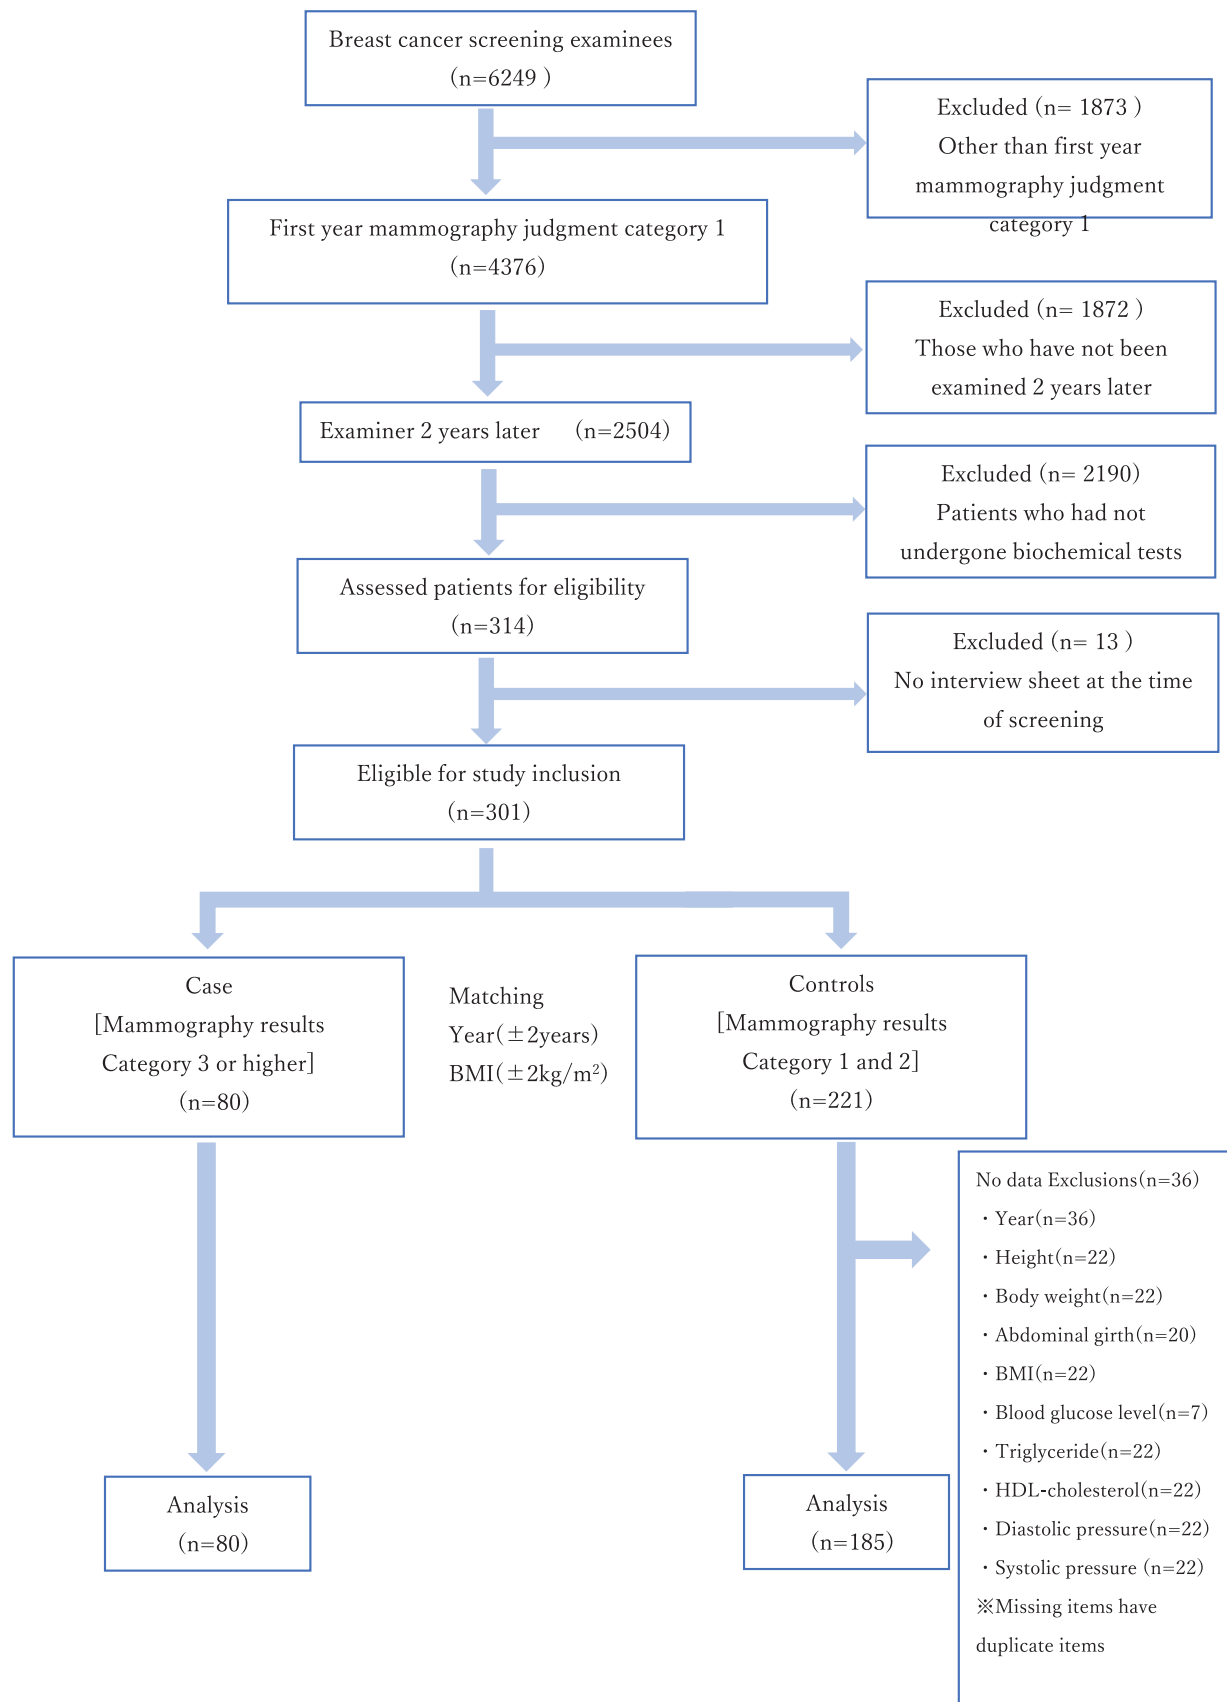 Breast cancer screening examinees
(n=6249 )
Excluded (n= 1873 )
Other than first year
mammography judgment
category 1
First year mammography judgment category 1
(n=4376)
Excluded (n= 1872 )
Those who have not been
examined 2 years later
Examiner 2 years later (n=2504)
Excluded (n= 2190)
Patients who had not
undergone biochemical tests
Assessed patients for eligibility
(n=314)
Excluded (n= 13 )
No interview sheet at the time
of screening
Eligible for study inclusion
(n=301)
Case
[Mammography results
Category 3 or higher]
(n=80)
Matching
Year(±2years)
BMI(±2kg/m²)
Controls
[Mammography results
Category 1 and 2]
(n=221)
No data Exclusions(n=36)
・Year(n=36)
・Height(n=22)
・Body weight(n=22)
・Abdominal girth(n=20)
・BMI(n=22)
・Blood glucose level(n=7)
・Triglyceride(n=22)
・HDL-cholesterol(n=22)
・Diastolic pressure(n=22)
・Systolic pressure (n=22)
※Missing items have
duplicate items
Analysis
(n=80)
Analysis
(n=185)